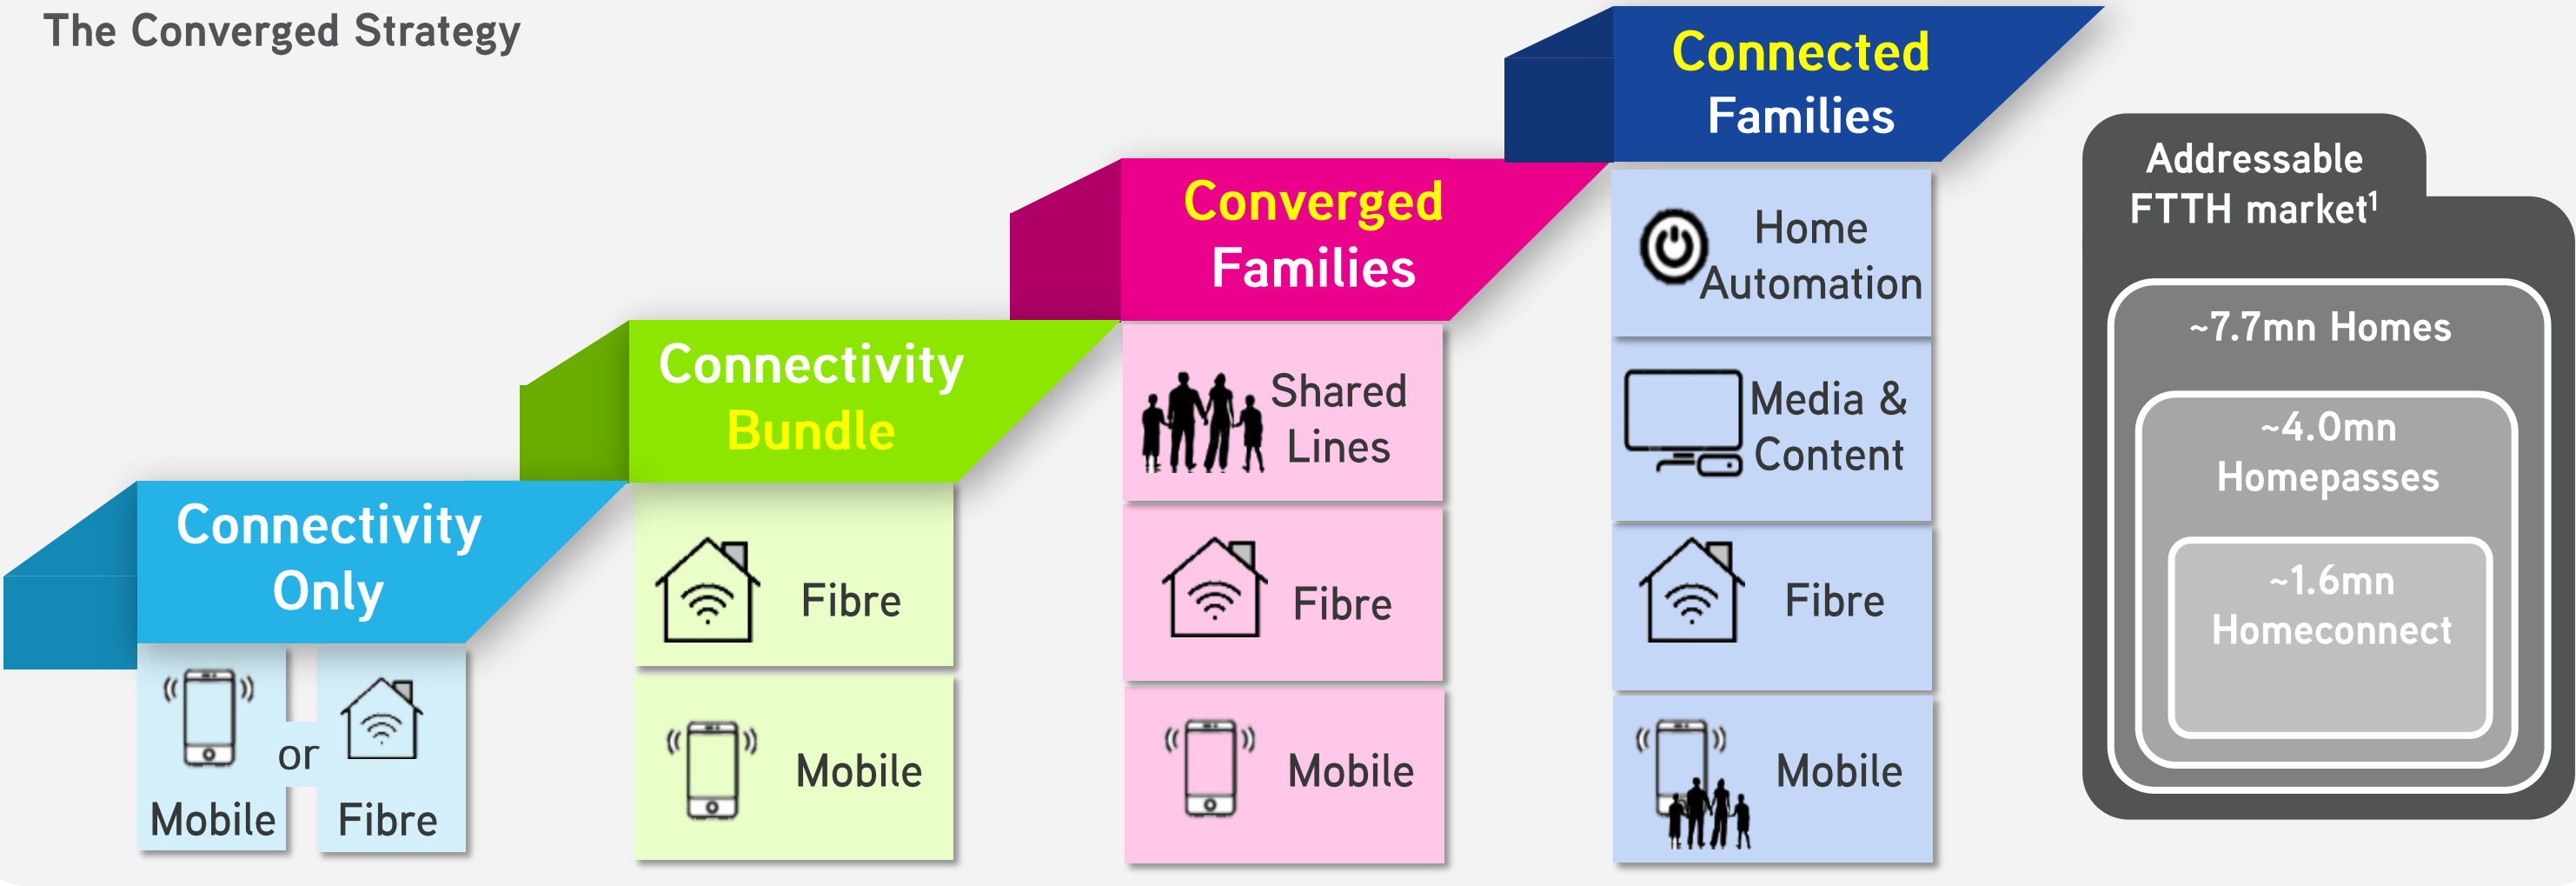 The Converged Strategy
Connectivity
Only
Mobile
or
Fibre
Connectivity
Bundle
Fibre
Mobile
Converged
Families
Shared
Lines
Fibre
Mobile
Connected
Families
Home
Automation
Media &
Content
Fibre
Mobile
Addressable
FTTH market¹
~7.7mn Homes
~4.0mn
Homepasses
~1.6mn
Homeconnect